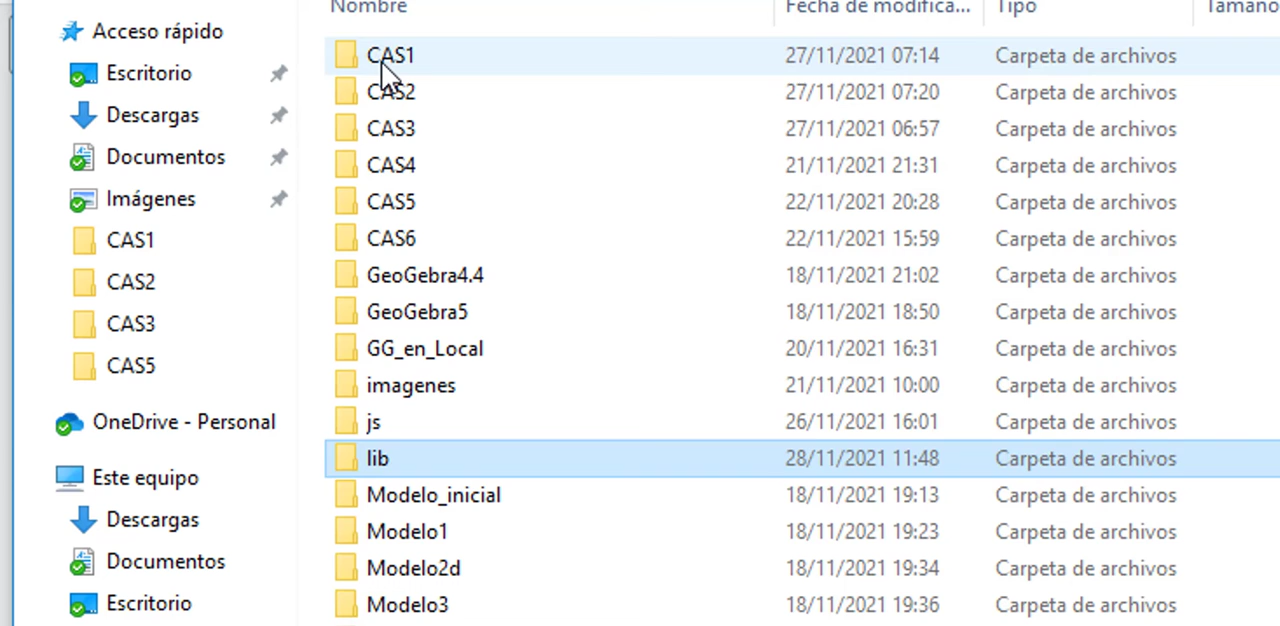 Acceso rápido
Escritorio
Descargas
Documentos
Imágenes
CAS1
CAS2
CAS3
CAS5
OneDrive - Personal
Este equipo
Descargas
Documentos
Escritorio
Nombre Fecha de modifica... Tipo Tamaño
CAS1 27/11/2021 07:14 Carpeta de archivos
CAS2 27/11/2021 07:20 Carpeta de archivos
CAS3 27/11/2021 06:57 Carpeta de archivos
CAS4 21/11/2021 21:31 Carpeta de archivos
CAS5 22/11/2021 20:28 Carpeta de archivos
CAS6 22/11/2021 15:59 Carpeta de archivos
GeoGebra4.4 18/11/2021 21:02 Carpeta de archivos
GeoGebra5 18/11/2021 18:50 Carpeta de archivos
GG_en_Local 20/11/2021 16:31 Carpeta de archivos
imagenes 21/11/2021 10:00 Carpeta de archivos
js 26/11/2021 16:01 Carpeta de archivos
lib 28/11/2021 11:48 Carpeta de archivos
Modelo_inicial 18/11/2021 19:13 Carpeta de archivos
Modelo1 18/11/2021 19:23 Carpeta de archivos
Modelo2d 18/11/2021 19:34 Carpeta de archivos
Modelo3 18/11/2021 19:36 Carpeta de archivos